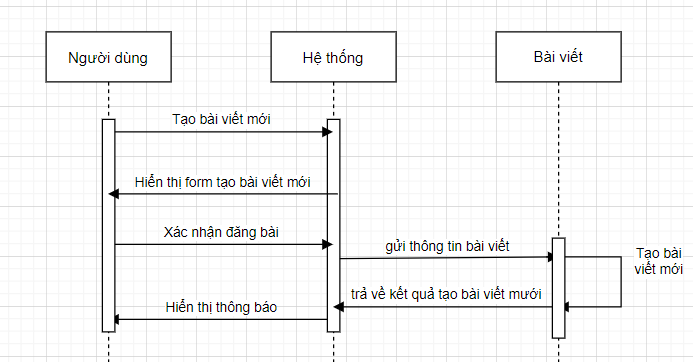 Người dùng
Hệ thống
Bài viết
Tạo bài viết mới
Hiển thị form tạo bài viết mới
Xác nhận đăng bài
gửi thông tin bài viết
Tạo bài
viết mới
trả về kết quả tạo bài viết mười
Hiển thị thông báo